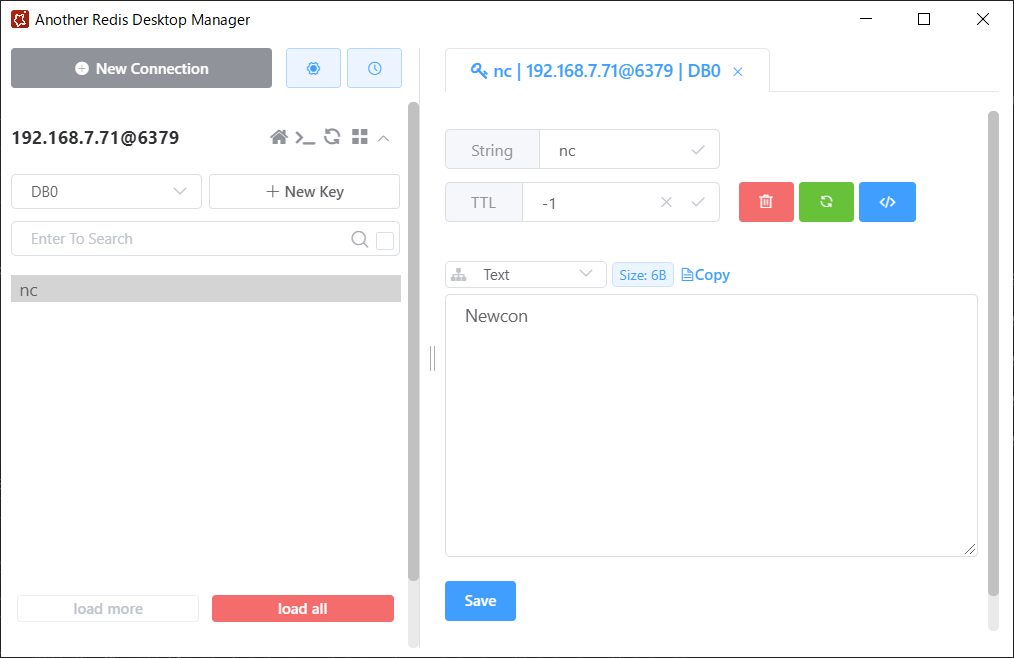 Another Redis Desktop Manager
New Connection
nc | 192.168.7.71@6379 | DB0
192.168.7.71@6379
DB0
New Key
Enter To Search
nc
load more
load all
String
nc
TTL
-1
Text
Size: 6B
Copy
Newcon
Save